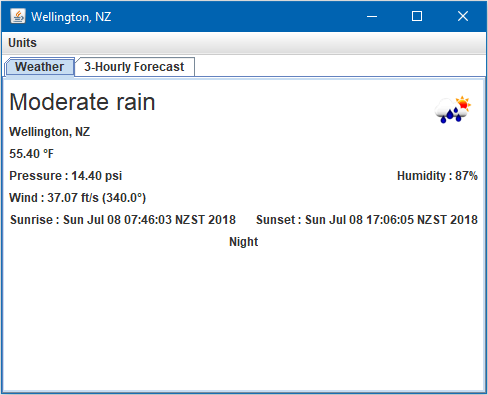 Wellington, NZ
Units
Weather 3-Hourly Forecast
Moderate rain
Wellington, NZ
55.40 °F
Pressure : 14.40 psi Humidity : 87%
Wind : 37.07 ft/s (340.0°)
Sunrise : Sun Jul 08 07:46:03 NZST 2018 Sunset : Sun Jul 08 17:06:05 NZST 2018
Night